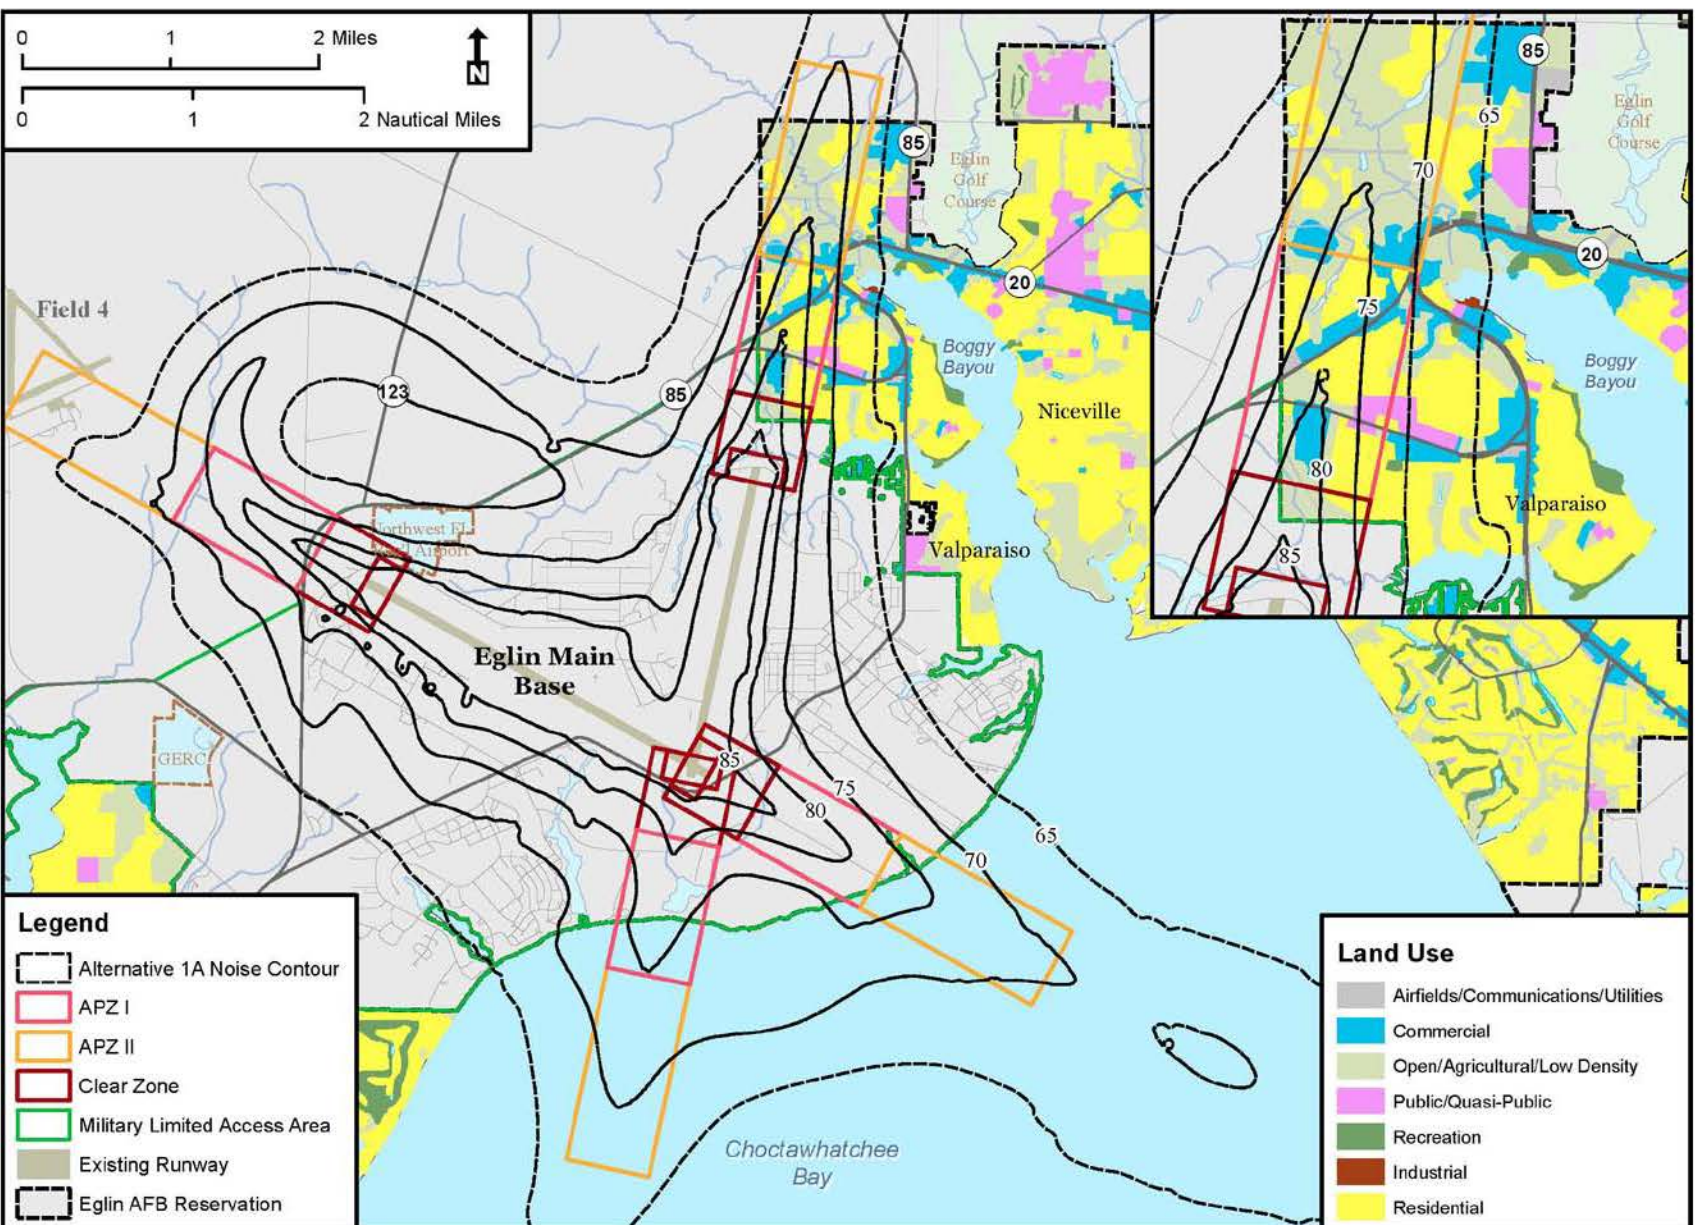 0 1 2 Miles
0 1 2 Nautical Miles
N
Field 4
123
85
85
20
Eglin
Golf
Course
Boggy
Bayou
Niceville
Valparaiso
Northwest FL
Airport
Eglin Main
Base
GERC
85
80
75
70
65
Choctawhatchee
Bay
85
65
70
Eglin
Golf
Course
20
75
Boggy
Bayou
80
Valparaiso
85
Legend
Alternative 1A Noise Contour
APZ I
APZ II
Clear Zone
Military Limited Access Area
Existing Runway
Eglin AFB Reservation
Land Use
Airfields/Communications/Utilities
Commercial
Open/Agricultural/Low Density
Public/Quasi-Public
Recreation
Industrial
Residential